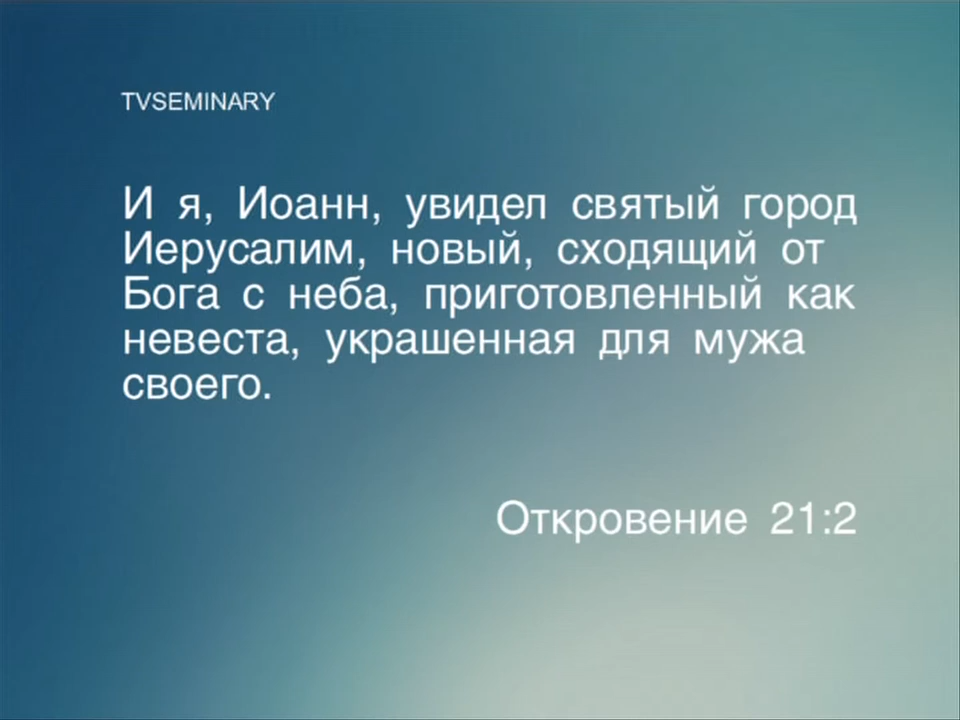 TVSEMINARY
И я, Иоанн, увидел святый город
Иерусалим, новый, сходящий от
Бога с неба, приготовленный как
невеста, украшенная для мужа
своего.
Откровение 21:2